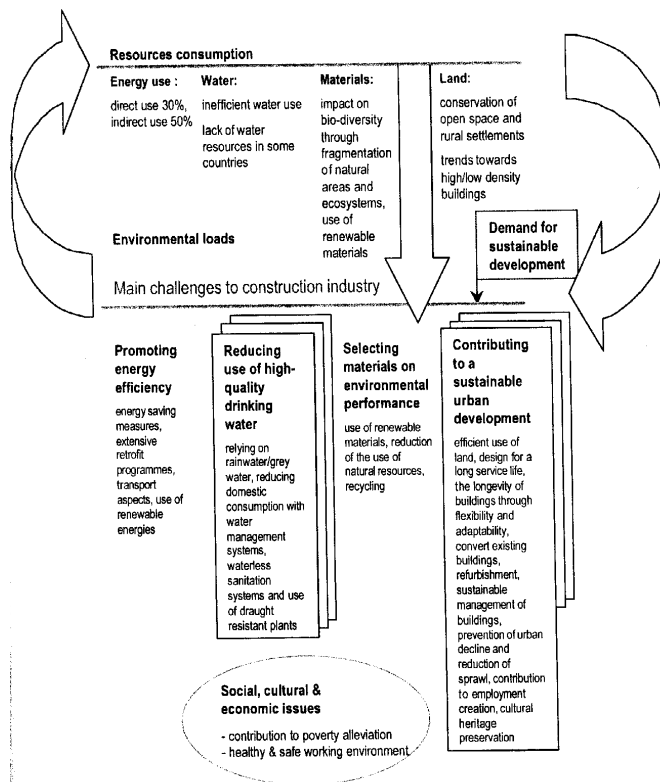 Resources consumption
Energy use :
direct use 30%,
indirect use 50%
Water:
inefficient water use
lack of water
resources in some
countries
Materials:
impact on
bio-diversity
through
fragmentation
of natural
areas and
ecosystems,
use of
renewable
materials
Land:
conservation of
open space and
rural settlements
trends towards
high/low density
buildings
Environmental loads
Demand for
sustainable
development
Main challenges to construction industry
Promoting
energy
efficiency
energy saving
measures,
extensive
retrofit
programmes,
transport
aspects, use of
renewable
energies
Reducing
use of high-
quality
drinking
water
relying on
rainwater/grey
water, reducing
domestic
consumption with
water
management
systems,
waterless
sanitation
systems and use
of draught
resistant plants
Selecting
materials on
environmental
performance
use of renewable
materials, reduction
of the use of
natural resources,
recycling
Contributing
to a
sustainable
urban
development
efficient use of
land, design for a
long service life,
the longevity of
buildings through
flexibility and
adaptability,
convert existing
buildings,
refurbishment,
sustainable
management of
buildings,
prevention of urban
decline and
reduction of
sprawl, contribution
to employment
creation, cultural
heritage
preservation
Social, cultural &
economic issues
- contribution to poverty alleviation
- healthy & safe working environment